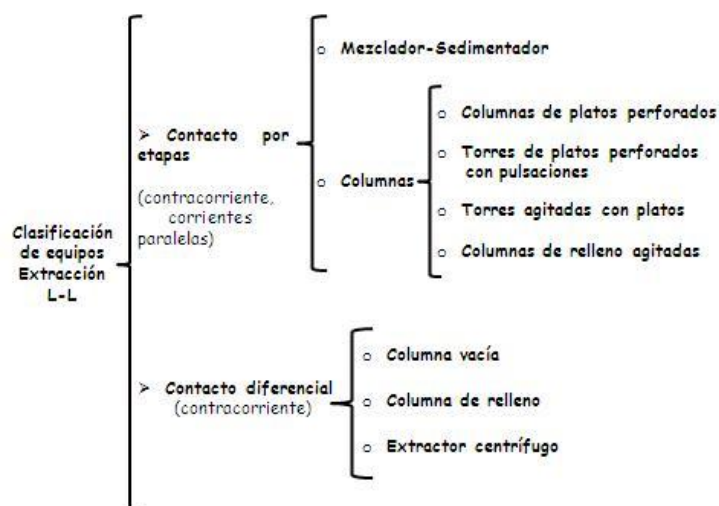 Clasificación
de equipos
Extracción
L-L
➢ Contacto por
etapas
(contracorriente,
corrientes
paralelas)
o Mezclador-Sedimentador
o Columnas
o Columnas de platos perforados
o Torres de platos perforados
con pulsaciones
o Torres agitadas con platos
o Columnas de relleno agitadas
➢ Contacto diferencial
(contracorriente)
o Columna vacía
o Columna de relleno
o Extractor centrífugo